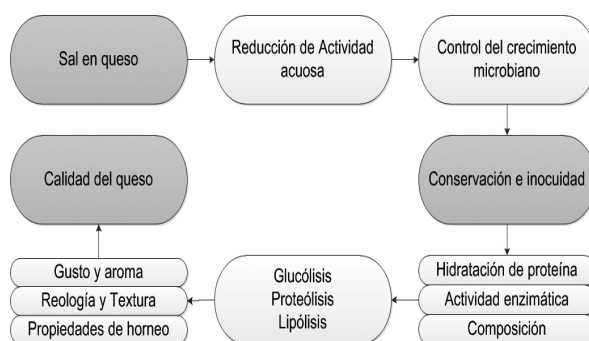 Sal en queso
Reducción de Actividad
acuosa
Control del crecimiento
microbiano
Calidad del queso
Conservación e inocuidad
Gusto y aroma
Reología y Textura
Propiedades de horneo
Glucólisis
Proteólisis
Lipólisis
Hidratación de proteína
Actividad enzimática
Composición